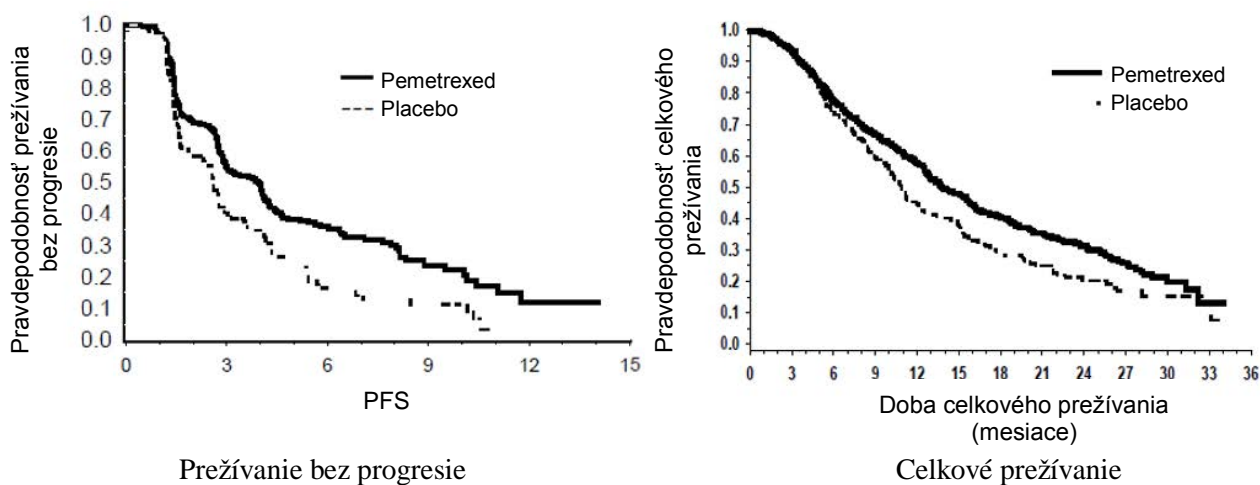 Pravdepodobnosť prežívania
bez progresie
1.0
0.9
0.8
0.7
0.6
0.5
0.4
0.3
0.2
0.1
0.0
Pemetrexed
Placebo
0 3 6 9 12 15
PFS
Prežívanie bez progresie
Pravdepodobnosť celkového
prežívania
1.0
0.9
0.8
0.7
0.6
0.5
0.4
0.3
0.2
0.1
0.0
Pemetrexed
Placebo
0 3 6 9 12 15 18 21 24 27 30 33 36
Doba celkového prežívania
(mesiace)
Celkové prežívanie